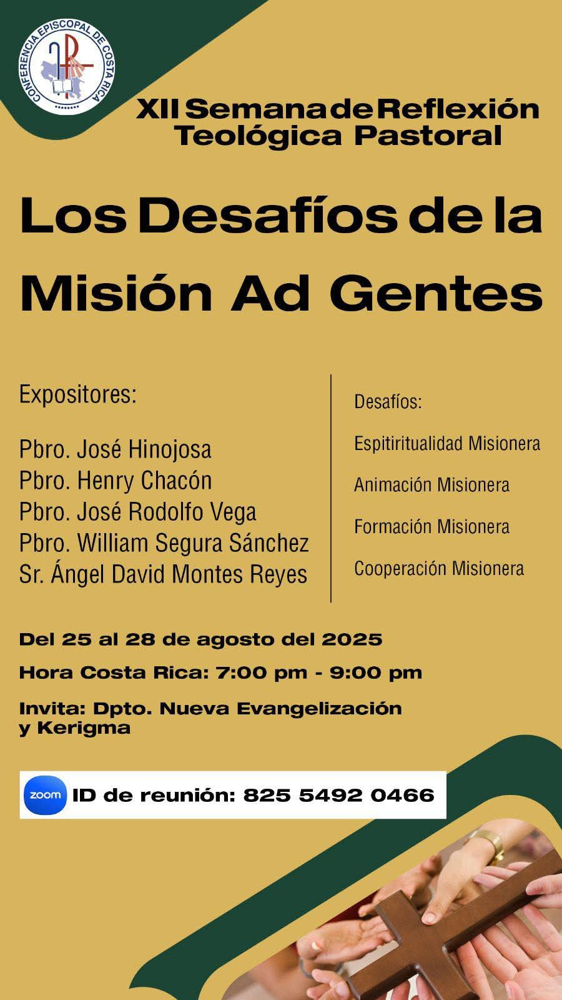 CONFERENCIA EPISCOPAL DE COSTA RICA
XII Semana de Reflexión
Teológica Pastoral
Los Desafíos de la
Misión Ad Gentes
Expositores:
Pbro. José Hinojosa
Pbro. Henry Chacón
Pbro. José Rodolfo Vega
Pbro. William Segura Sánchez
Sr. Ángel David Montes Reyes
Desafíos:
Espitiritualidad Misionera
Animación Misionera
Formación Misionera
Cooperación Misionera
Del 25 al 28 de agosto del 2025
Hora Costa Rica: 7:00 pm - 9:00 pm
Invita: Dpto. Nueva Evangelización
y Kerigma
zoom ID de reunión: 825 5492 0466